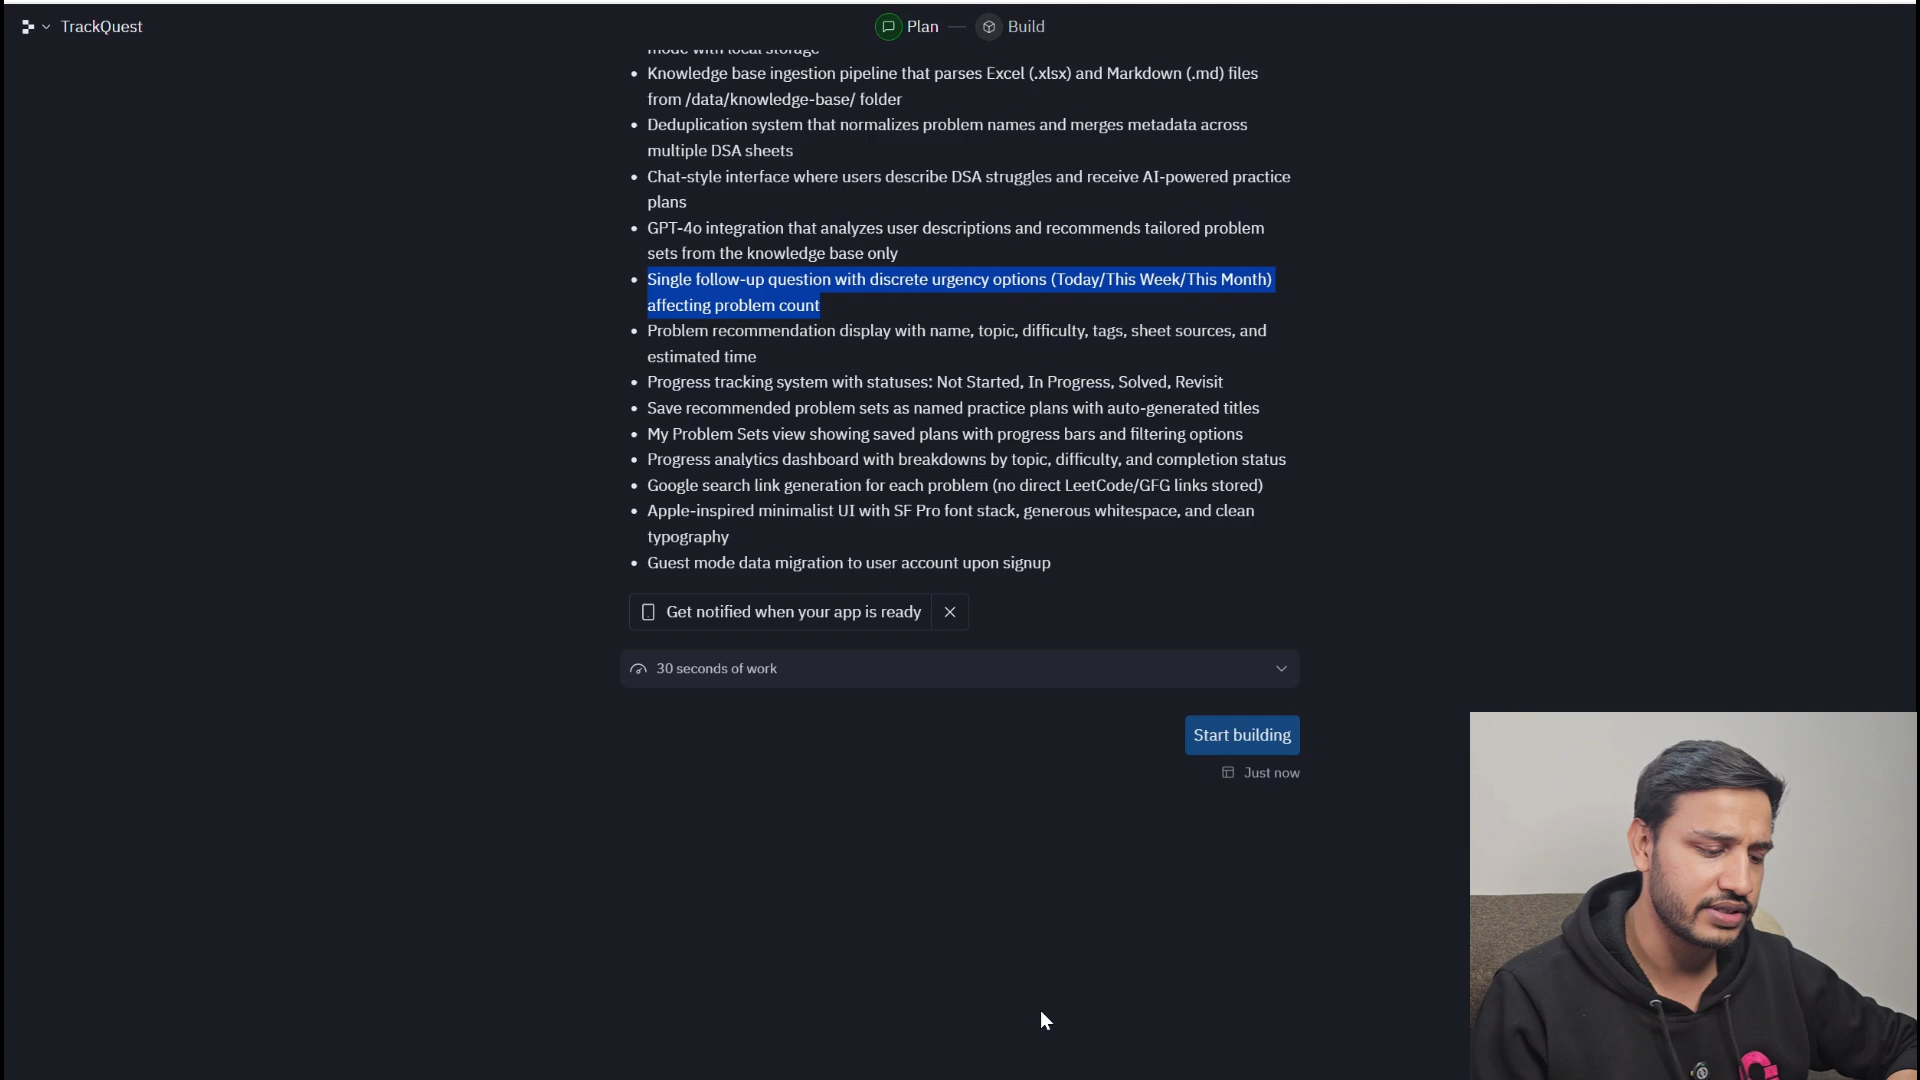 TrackQuest
Plan
Build
mode with local storage
• Knowledge base ingestion pipeline that parses Excel (.xlsx) and Markdown (.md) files
from /data/knowledge-base/ folder
• Deduplication system that normalizes problem names and merges metadata across
multiple DSA sheets
• Chat-style interface where users describe DSA struggles and receive AI-powered practice
plans
• GPT-4o integration that analyzes user descriptions and recommends tailored problem
sets from the knowledge base only
• Single follow-up question with discrete urgency options (Today/This Week/This Month)
affecting problem count
• Problem recommendation display with name, topic, difficulty, tags, sheet sources, and
estimated time
• Progress tracking system with statuses: Not Started, In Progress, Solved, Revisit
• Save recommended problem sets as named practice plans with auto-generated titles
• My Problem Sets view showing saved plans with progress bars and filtering options
• Progress analytics dashboard with breakdowns by topic, difficulty, and completion status
• Google search link generation for each problem (no direct LeetCode/GFG links stored)
• Apple-inspired minimalist UI with SF Pro font stack, generous whitespace, and clean
typography
• Guest mode data migration to user account upon signup
Get notified when your app is ready
30 seconds of work
Start building
Just now